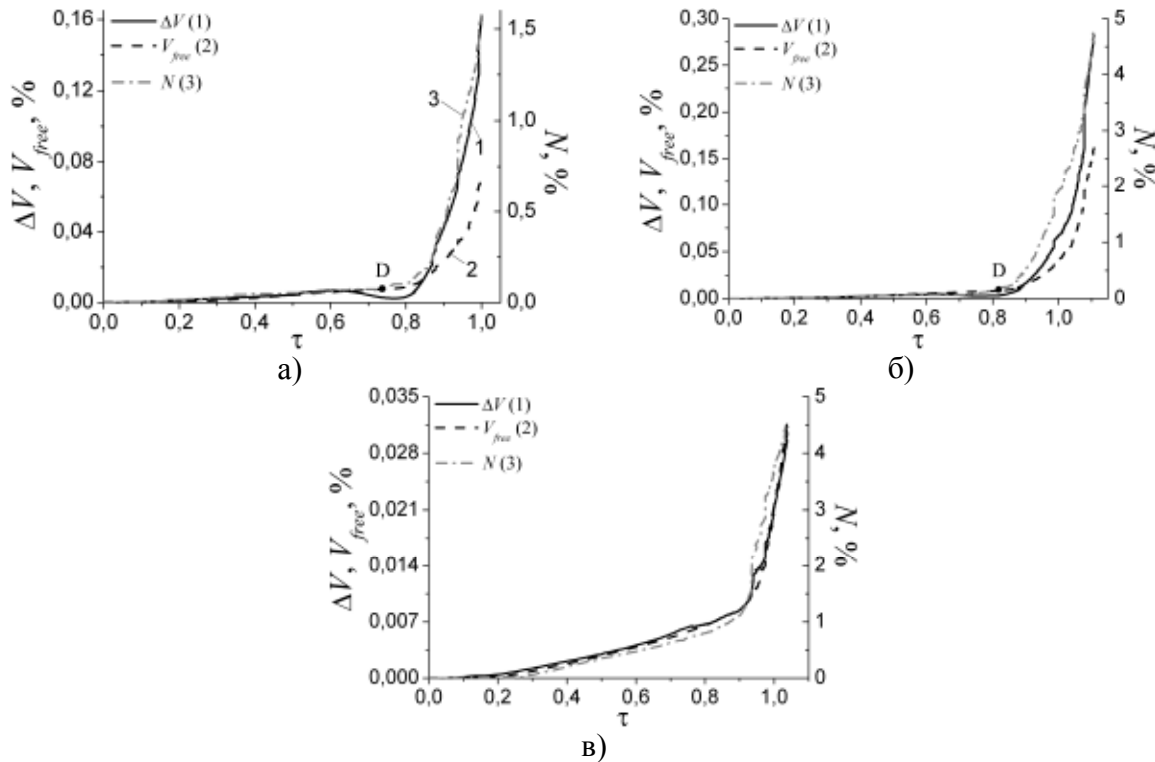 ΔV (1)
V_free (2)
N (3)
ΔV, V_free, %
0,16
0,12
0,08
0,04
0,00
N, %
1,5
1,0
0,5
0,0
3
1
2
D
0,0 0,2 0,4 0,6 0,8 1,0
τ
а)
ΔV (1)
V_free (2)
N (3)
ΔV, V_free, %
0,30
0,25
0,20
0,15
0,10
0,05
0,00
N, %
5
4
3
2
1
0
D
0,0 0,2 0,4 0,6 0,8 1,0
τ
б)
ΔV (1)
V_free (2)
N (3)
ΔV, V_free, %
0,035
0,028
0,021
0,014
0,007
0,000
N, %
5
4
3
2
1
0
0,0 0,2 0,4 0,6 0,8 1,0
τ
в)